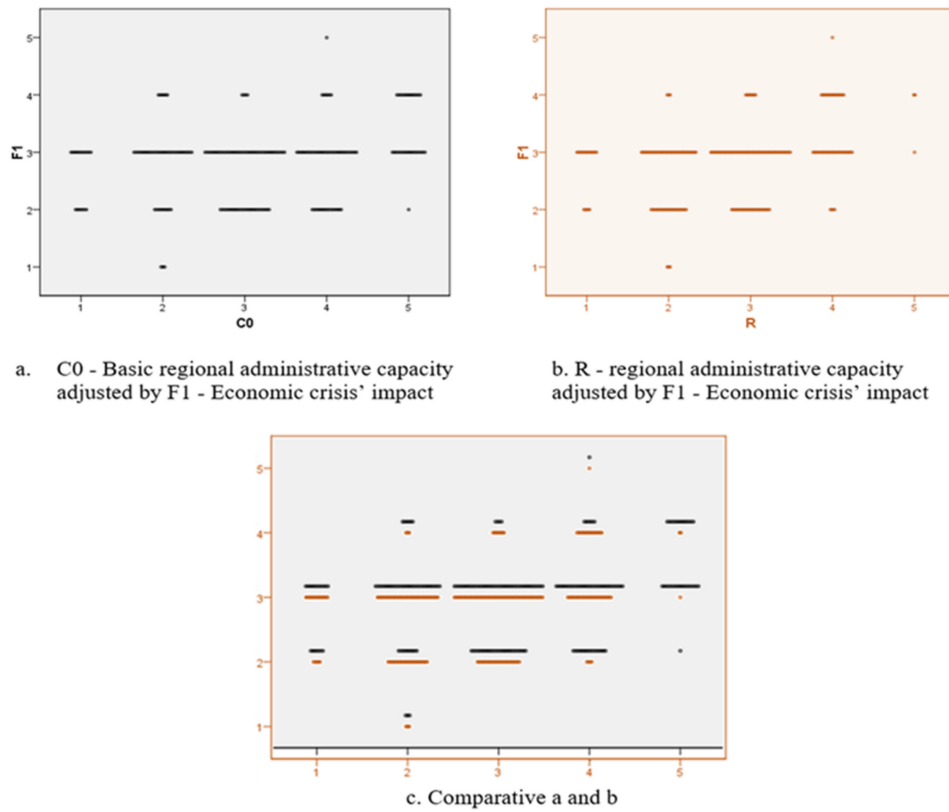 5
4
3
2
1
F1
1 2 3 4 5
C0
5
4
3
2
1
F1
1 2 3 4 5
R
a. C0 - Basic regional administrative capacity
adjusted by F1 - Economic crisis' impact
b. R - regional administrative capacity
adjusted by F1 - Economic crisis' impact
5
4
3
2
1
1 2 3 4 5
c. Comparative a and b